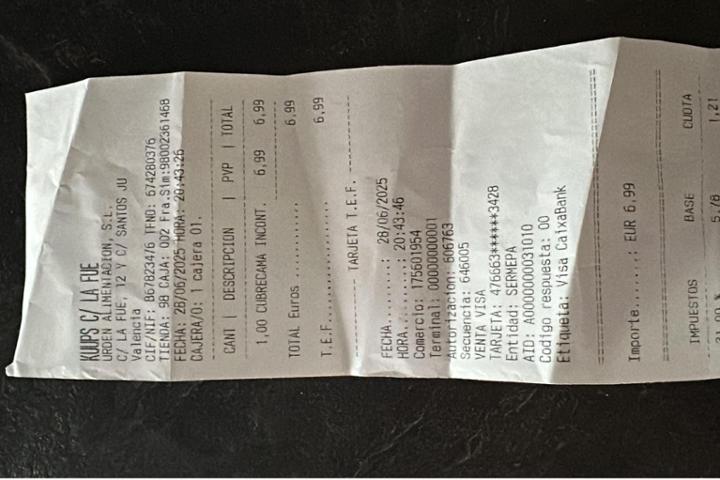 KUUPS C/ LA FUE
URDEN ALIMENTACION, S.L.
C/ LA FUE, 12 Y C/ SANTOS JU
Valencia
CIF/NIF: B678234/6 TFNO: 674280376
TIENDA: 98 CAJA: 002 Fra.Sim:98002361468
FECHA: 28/06/2025 HORA: 20:43:26
CAJERA/O: 1 cajera 01.
CANT | DESCRIPCION | PVP | TOTAL
1,00 CUBRECAMA INCONT. 6,99 6,99
TOTAL Euros ............ 6,99
T.E.F. .................. 6,99
---------- TARJETA T.E.F. ----------
FECHA........: 28/06/2025
HORA.........: 20:43:46
Comercio: 175601954
Terminal: 00000000001
Autorizacion: 606763
Secuencia: 646005
VENTA VISA
TARJETA: 476663******3428
Entidad: SERMEPA
AID: A0000000031010
Codigo respuesta: 00
Etiqueta: Visa CaixaBank
Importe......: EUR 6,99
IMPUESTOS BASE CUOTA
5,78 1,21